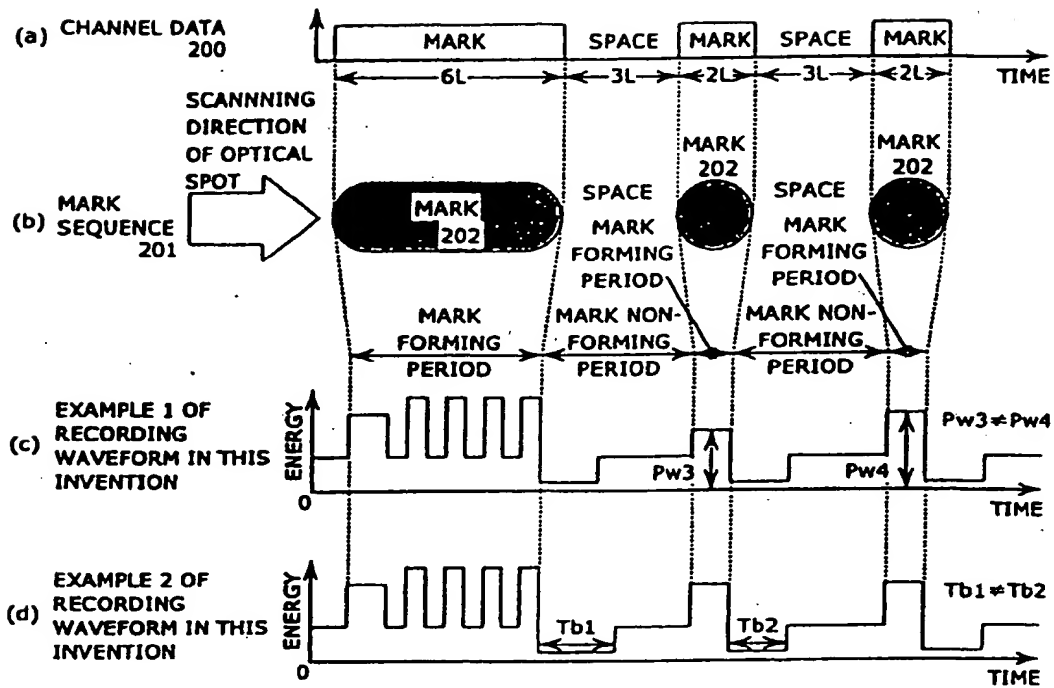 (a) CHANNEL DATA
200
MARK SPACE MARK SPACE MARK
6L 3L 2L 3L 2L
TIME
SCANNNING
DIRECTION
OF OPTICAL
SPOT
(b) MARK
SEQUENCE
201
MARK
202
SPACE
MARK
202
SPACE
MARK
202
MARK
FORMING
PERIOD
MARK
FORMING
PERIOD
MARK
FORMING
PERIOD
MARK NON-
FORMING
PERIOD
MARK NON-
FORMING
PERIOD
(c) EXAMPLE 1 OF
RECORDING
WAVEFORM IN THIS
INVENTION
ENERGY
0
Pw3
Pw4
Pw3≠Pw4
TIME
(d) EXAMPLE 2 OF
RECORDING
WAVEFORM IN THIS
INVENTION
ENERGY
0
Tb1
Tb2
Tb1≠Tb2
TIME